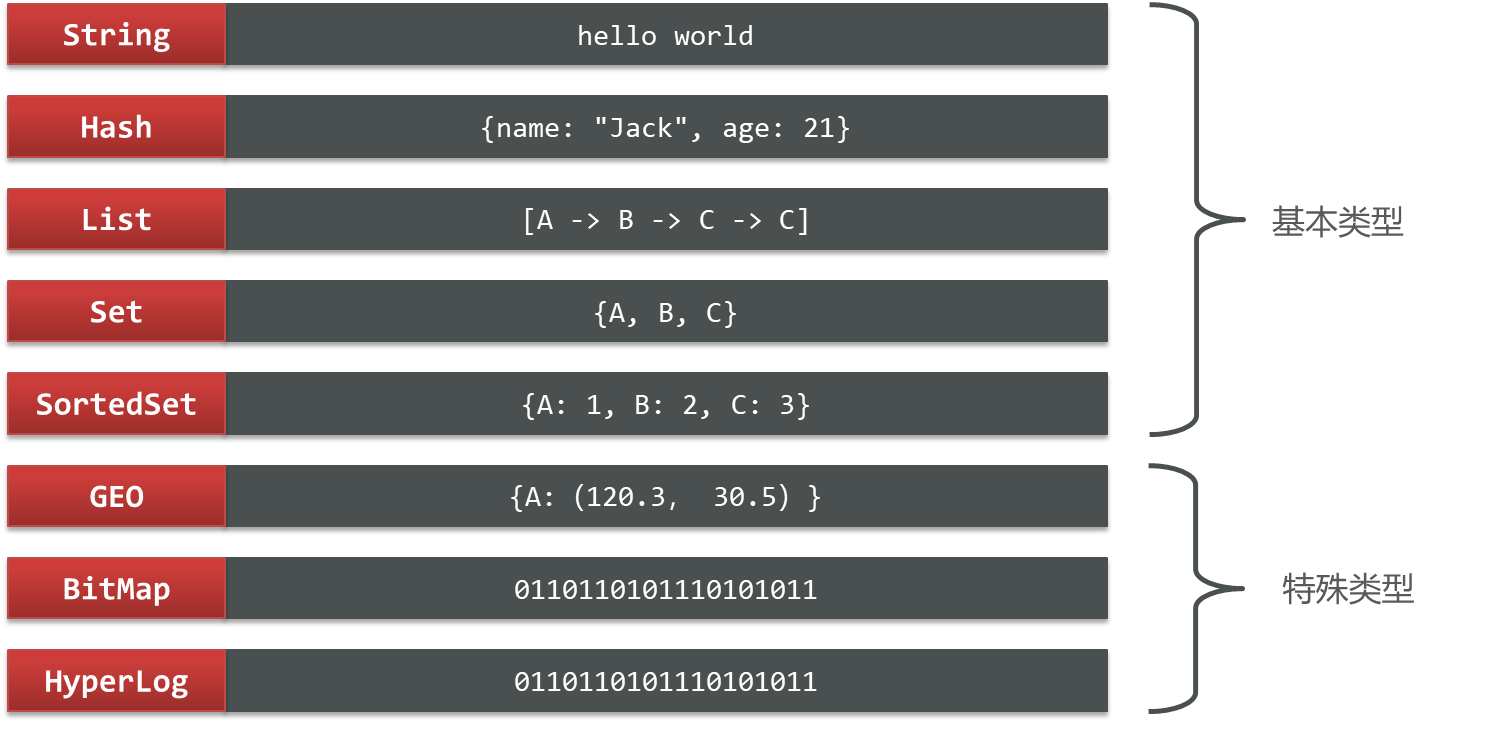 String hello world
Hash {name: "Jack", age: 21}
List [A -> B -> C -> C]
基本类型
Set {A, B, C}
SortedSet {A: 1, B: 2, C: 3}
GEO {A:（120.3， 30.5）}
BitMap 0110110101110101011
特殊类型
HyperLog 0110110101110101011